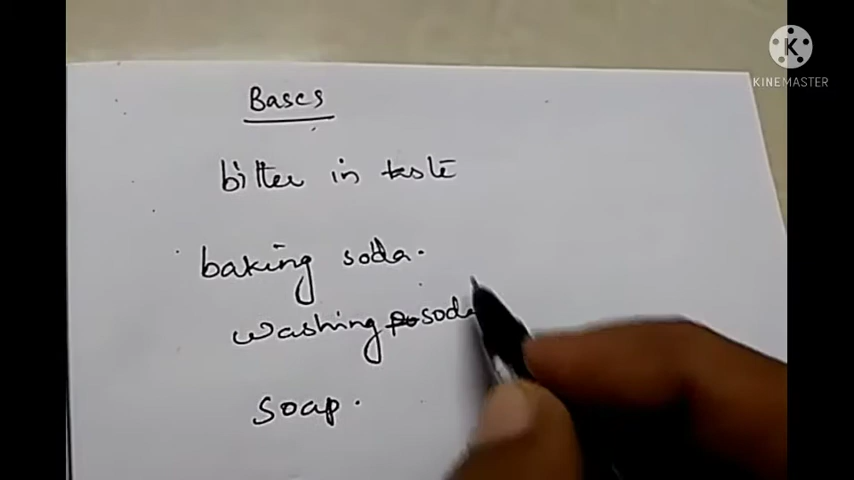 Bases
bitter in taste
baking soda.
washing soda
soap.
KINEMASTER